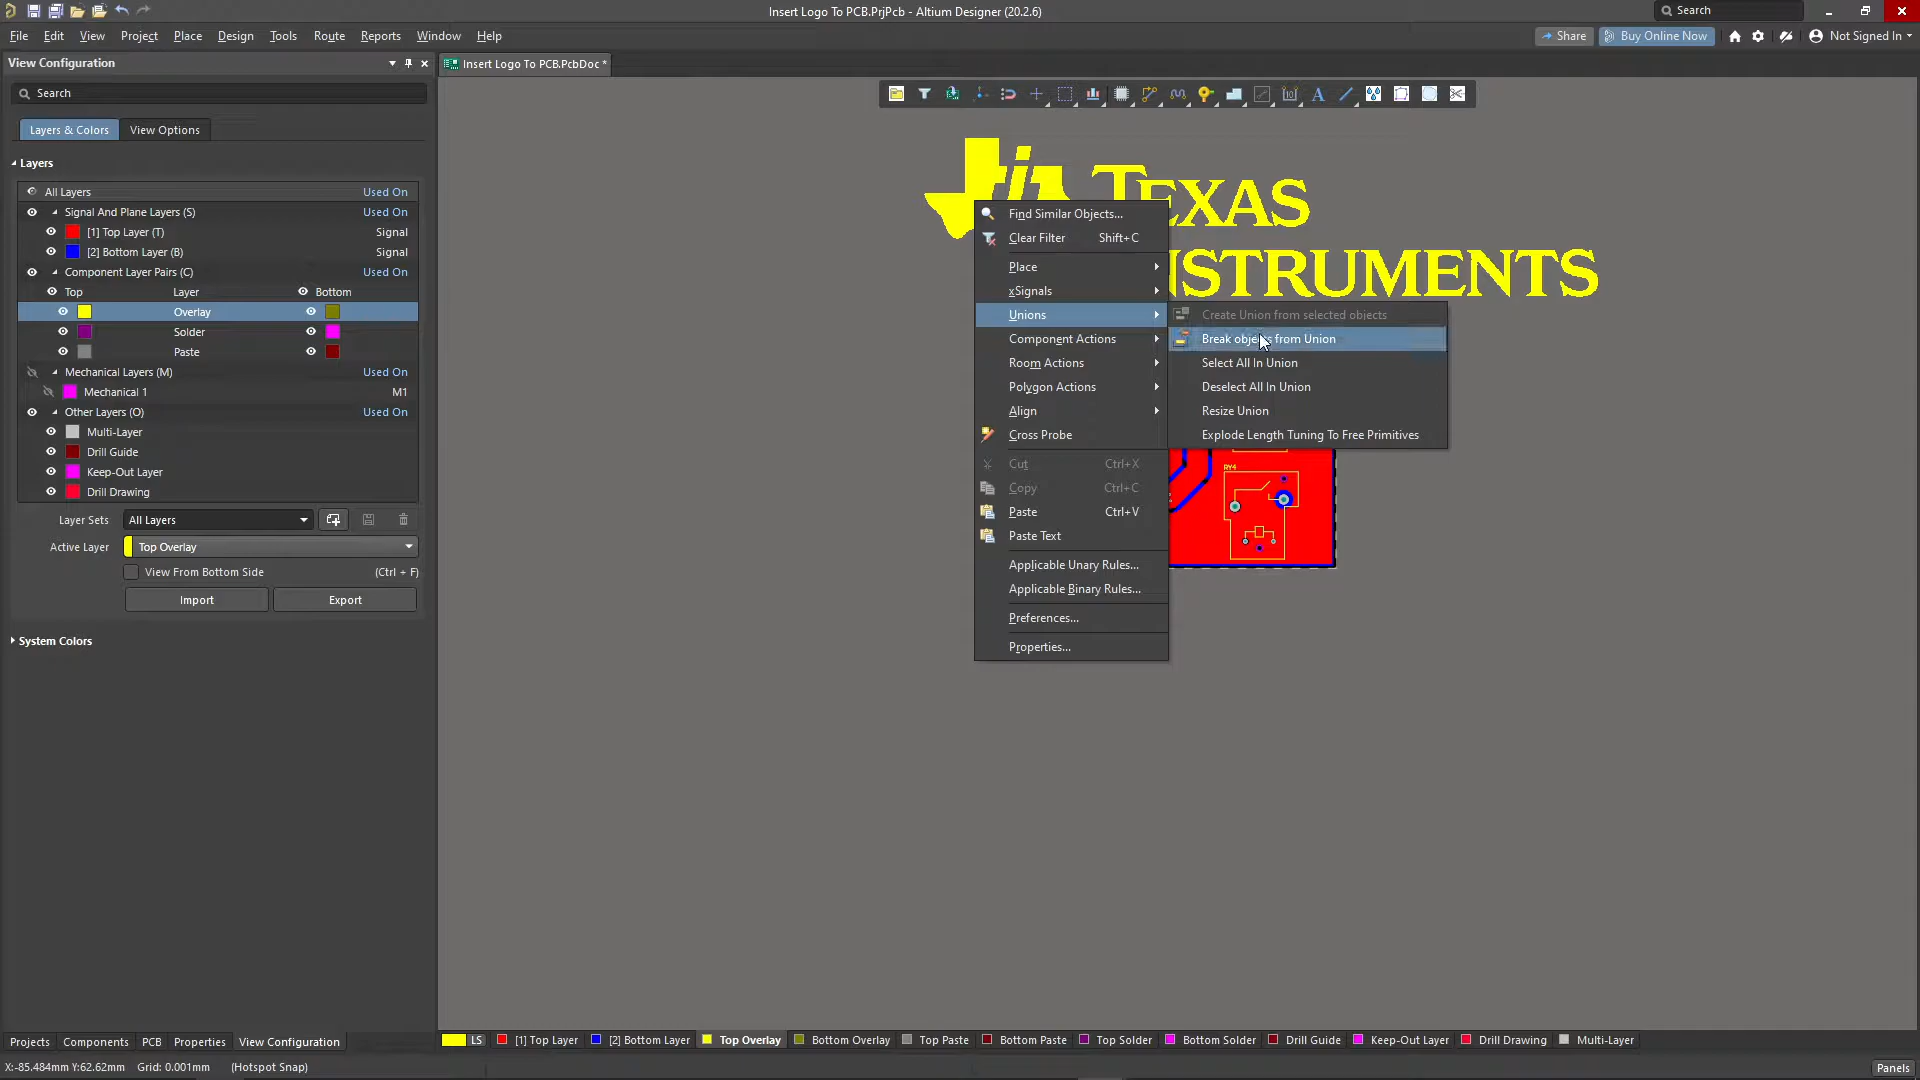 Insert Logo To PCB.PrjPcb - Altium Designer (20.2.6)
Search
File Edit View Project Place Design Tools Route Reports Window Help
Share
Buy Online Now
Not Signed In
View Configuration
Insert Logo To PCB.PcbDoc *
Search
Layers & Colors
View Options
Layers
All Layers Used On
Signal And Plane Layers (S) Used On
[1] Top Layer (T) Signal
[2] Bottom Layer (B) Signal
Component Layer Pairs (C) Used On
Top Layer Bottom
Overlay
Solder
Paste
Mechanical Layers (M) Used On
Mechanical 1 M1
Other Layers (O) Used On
Multi-Layer
Drill Guide
Keep-Out Layer
Drill Drawing
Layer Sets All Layers
Active Layer Top Overlay
View From Bottom Side (Ctrl + F)
Import Export
System Colors
TEXAS
INSTRUMENTS
Find Similar Objects...
Clear Filter Shift+C
Place
xSignals
Unions
Component Actions
Room Actions
Polygon Actions
Align
Cross Probe
Cut Ctrl+X
Copy Ctrl+C
Paste Ctrl+V
Paste Text
Applicable Unary Rules...
Applicable Binary Rules...
Preferences...
Properties...
Create Union from selected objects
Break objects from Union
Select All In Union
Deselect All In Union
Resize Union
Explode Length Tuning To Free Primitives
RY4
Projects Components PCB Properties View Configuration
LS [1] Top Layer [2] Bottom Layer Top Overlay Bottom Overlay Top Paste Bottom Paste Top Solder Bottom Solder Drill Guide Keep-Out Layer Drill Drawing Multi-Layer
X:-85.484mm Y:62.62mm Grid: 0.001mm (Hotspot Snap)
Panels